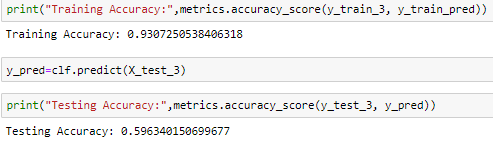 print("Training Accuracy:",metrics.accuracy_score(y_train_3, y_train_pred))
Training Accuracy: 0.9307250538406318
y_pred=clf.predict(X_test_3)
print("Testing Accuracy:",metrics.accuracy_score(y_test_3, y_pred))
Testing Accuracy: 0.596340150699677